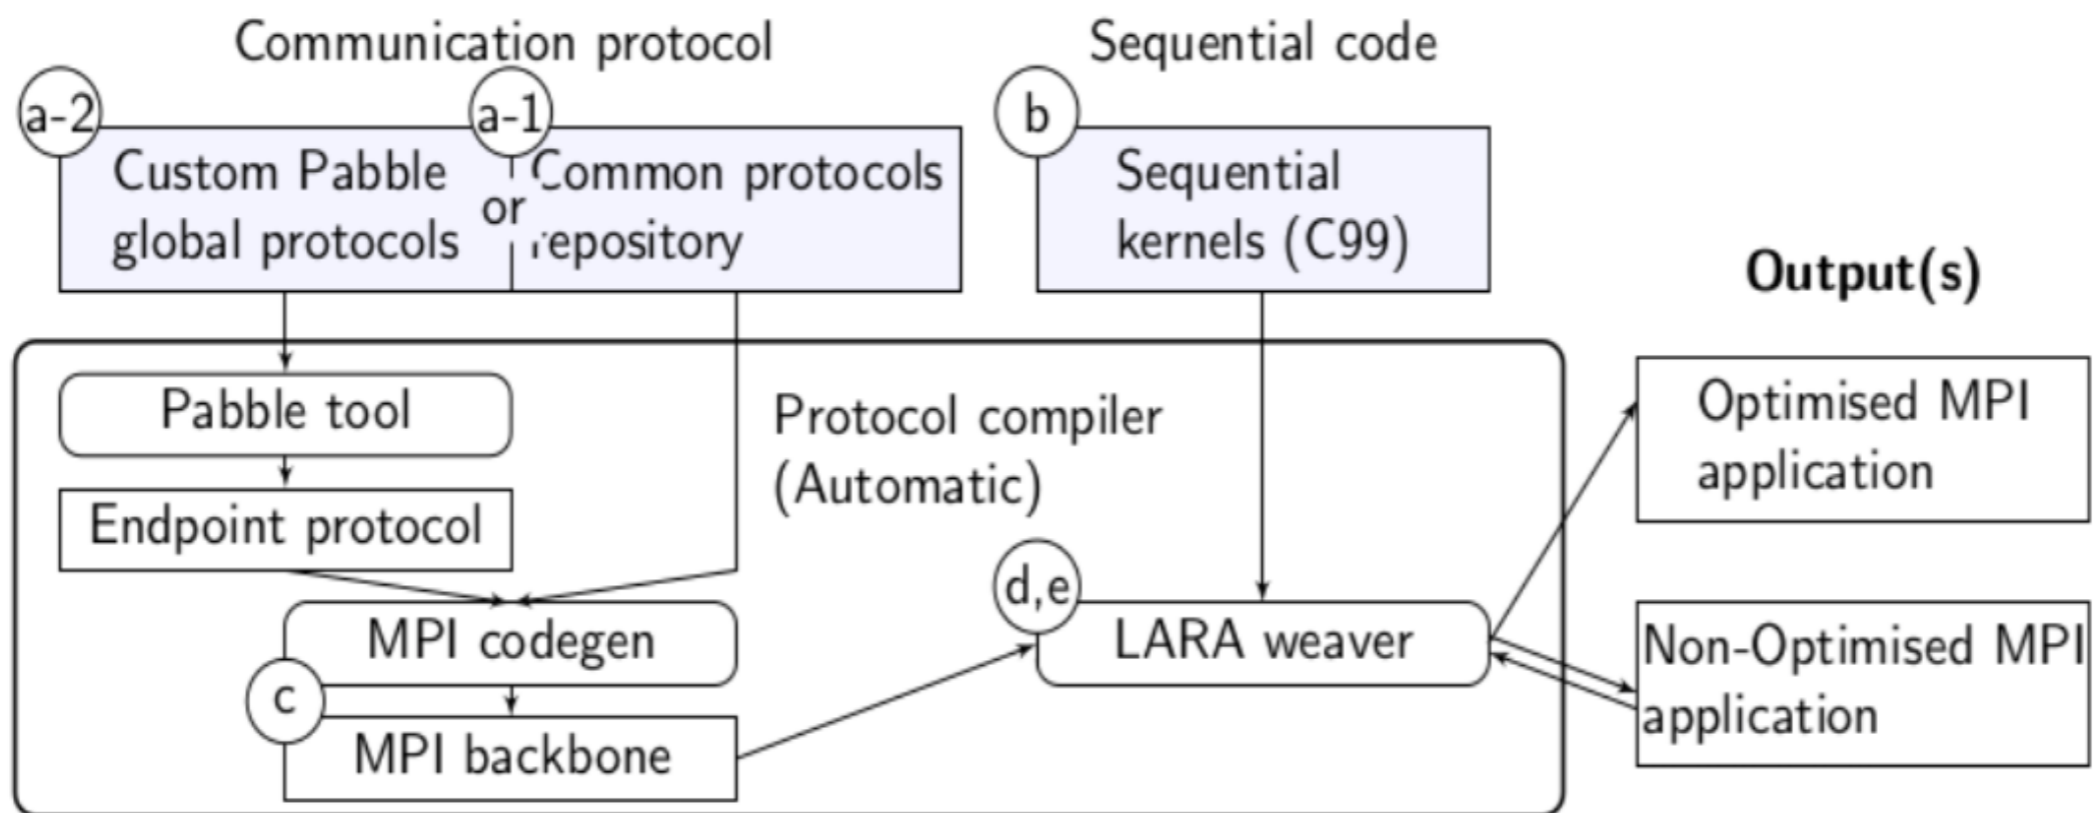 Communication protocol
Sequential code
a-2
a-1
b
Custom Pabble
global protocols
or
Common protocols
repository
Sequential
kernels (C99)
Output(s)
Pabble tool
Protocol compiler
(Automatic)
Optimised MPI
application
Endpoint protocol
d,e
MPI codegen
LARA weaver
Non-Optimised MPI
application
c
MPI backbone